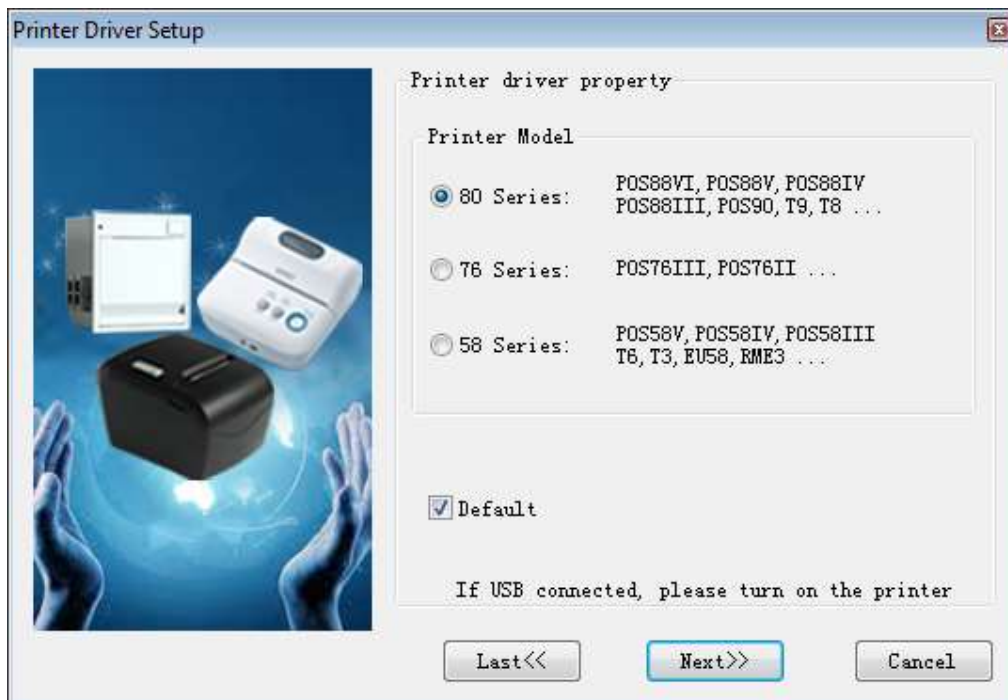 Printer Driver Setup
Printer driver property
Printer Model
80 Series:
POS88VI, POS88V, POS88IV
POS88III, POS90, T9, T8 ...
76 Series:
POS76III, POS76II ...
58 Series:
POS58V, POS58IV, POS58III
T6, T3, EU58, RME3 ...
Default
If USB connected, please turn on the printer
Last<<
Next>>
Cancel